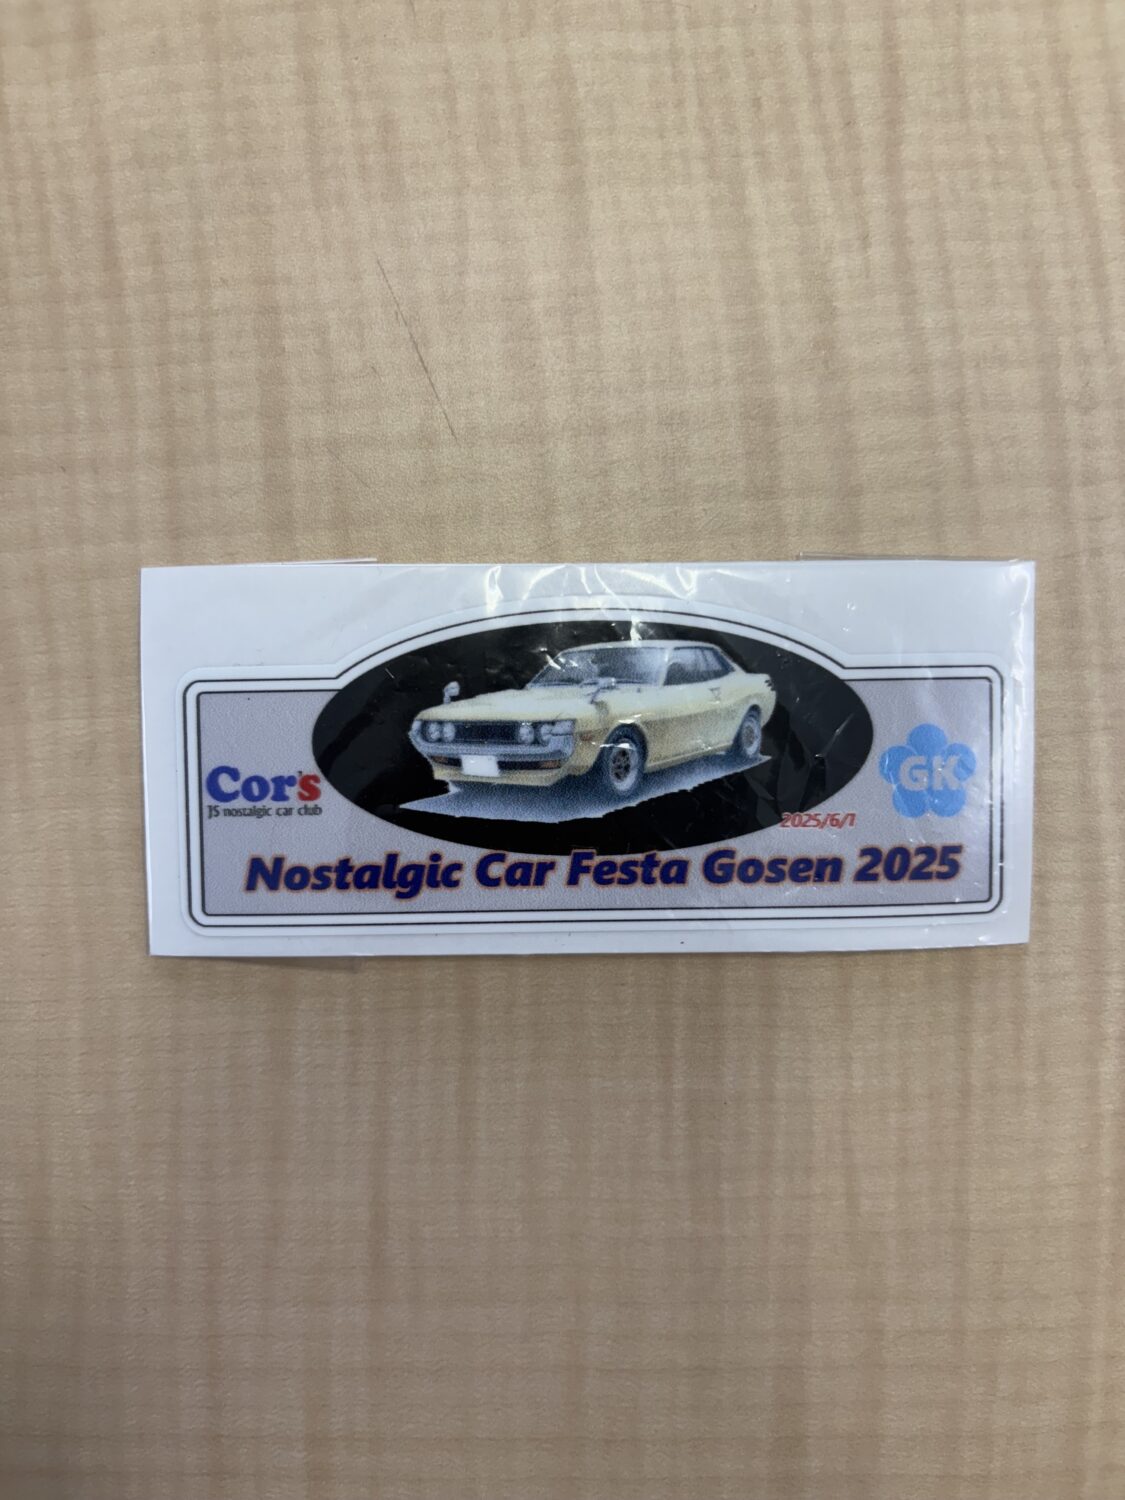 Cor's
JS nostalgic car club
GK
2025/6/1
Nostalgic Car Festa Gosen 2025